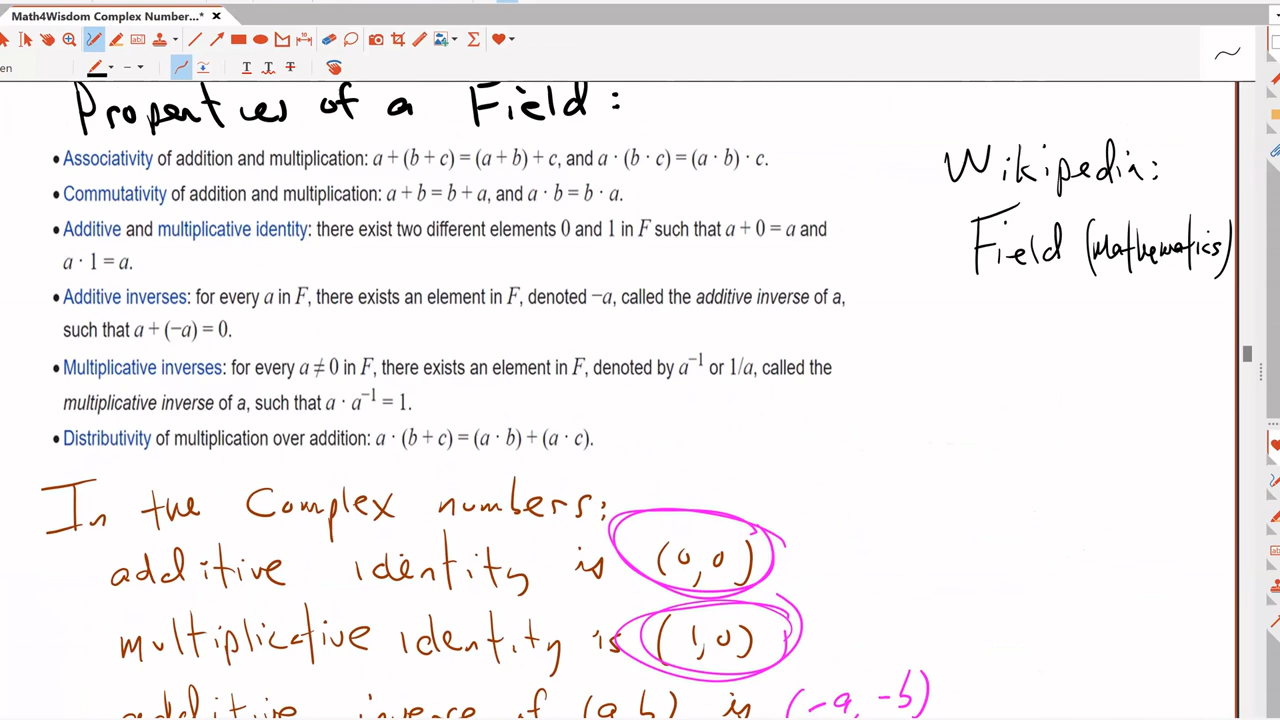 Math4Wisdom Complex Number...*
en
Properties of a Field:
• Associativity of addition and multiplication: a + (b + c) = (a + b) + c, and a · (b · c) = (a · b) · c.
• Commutativity of addition and multiplication: a + b = b + a, and a · b = b · a.
• Additive and multiplicative identity: there exist two different elements 0 and 1 in F such that a + 0 = a and
a · 1 = a.
• Additive inverses: for every a in F, there exists an element in F, denoted −a, called the additive inverse of a,
such that a + (−a) = 0.
• Multiplicative inverses: for every a ≠ 0 in F, there exists an element in F, denoted by a⁻¹ or 1/a, called the
multiplicative inverse of a, such that a · a⁻¹ = 1.
• Distributivity of multiplication over addition: a · (b + c) = (a · b) + (a · c).
Wikipedia:
Field (Mathematics)
In the Complex numbers:
additive identity is (0,0)
multiplicative identity is (1,0)
additive inverse of (a,b) is (-a, -b)